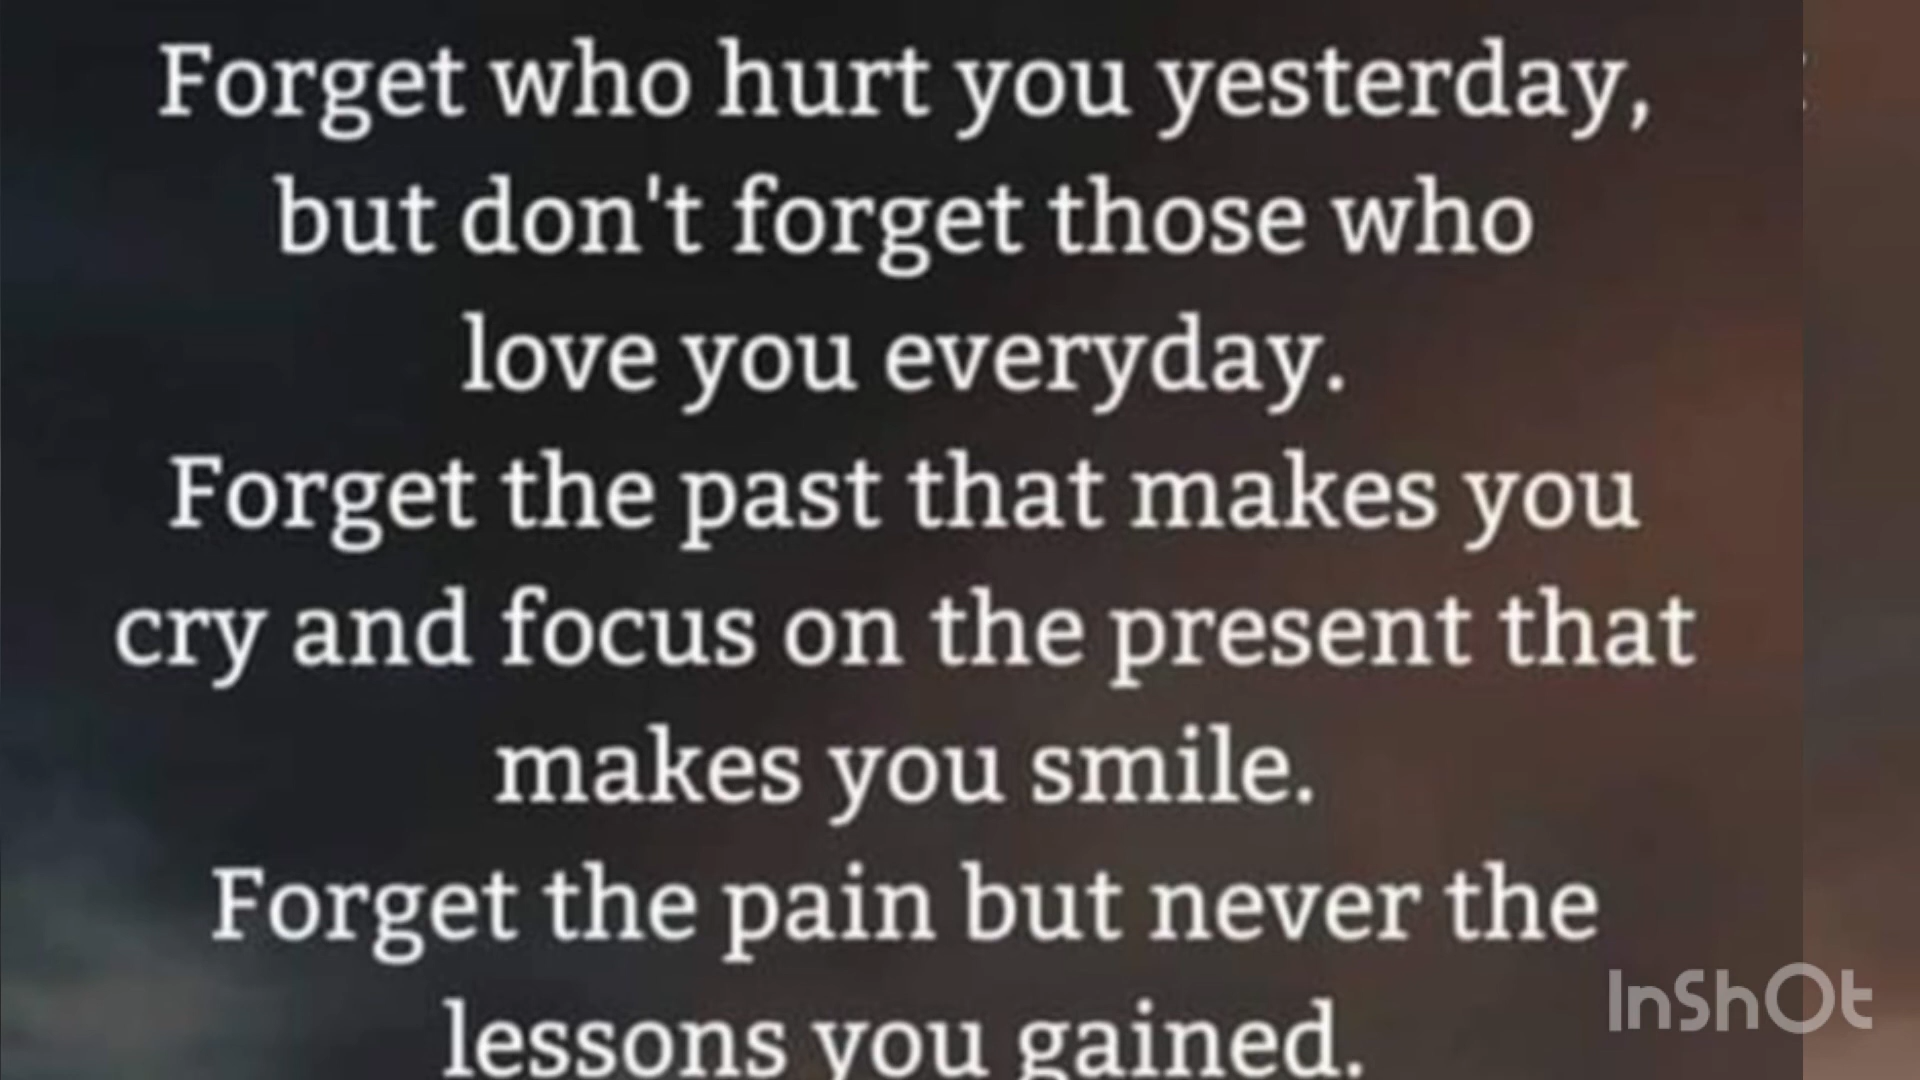 Forget who hurt you yesterday,
but don't forget those who
love you everyday.
Forget the past that makes you
cry and focus on the present that
makes you smile.
Forget the pain but never the
lessons you gained.
InShOt